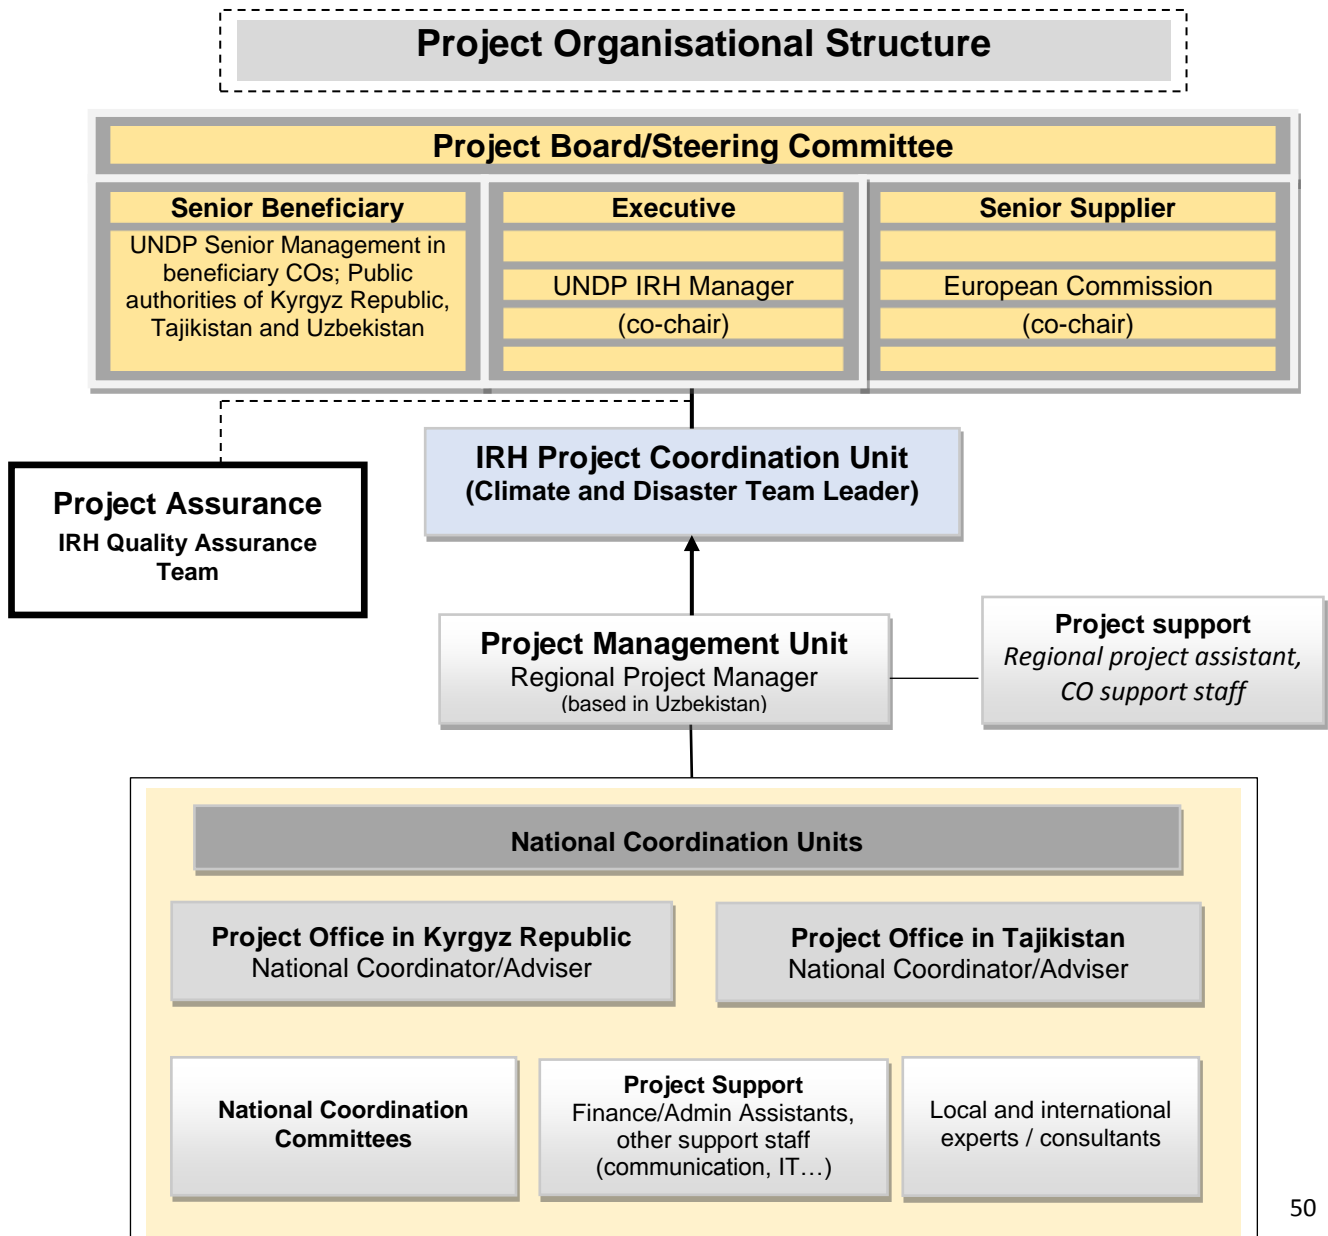 Project Organisational Structure
Project Board/Steering Committee
Senior Beneficiary
UNDP Senior Management in
beneficiary COs; Public
authorities of Kyrgyz Republic,
Tajikistan and Uzbekistan
Executive
UNDP IRH Manager
(co-chair)
Senior Supplier
European Commission
(co-chair)
IRH Project Coordination Unit
(Climate and Disaster Team Leader)
Project Assurance
IRH Quality Assurance
Team
Project Management Unit
Regional Project Manager
(based in Uzbekistan)
Project support
Regional project assistant,
CO support staff
National Coordination Units
Project Office in Kyrgyz Republic
National Coordinator/Adviser
Project Office in Tajikistan
National Coordinator/Adviser
National Coordination
Committees
Project Support
Finance/Admin Assistants,
other support staff
(communication, IT…)
Local and international
experts / consultants
50